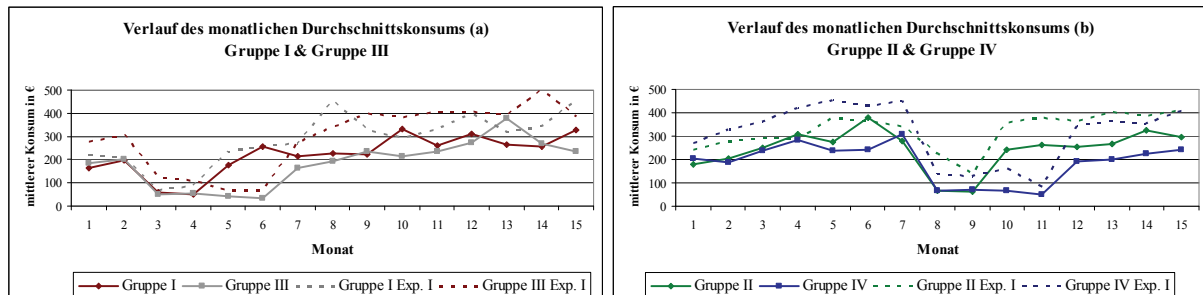 Verlauf des monatlichen Durchschnittskonsums (a)
Gruppe I & Gruppe III
mittlerer Konsum in €
500
400
300
200
100
0
1 2 3 4 5 6 7 8 9 10 11 12 13 14 15
Monat
Gruppe I Gruppe III Gruppe I Exp. I Gruppe III Exp. I
Verlauf des monatlichen Durchschnittskonsums (b)
Gruppe II & Gruppe IV
mittlerer Konsum in €
500
400
300
200
100
0
1 2 3 4 5 6 7 8 9 10 11 12 13 14 15
Monat
Gruppe II Gruppe IV Gruppe II Exp. I Gruppe IV Exp. I